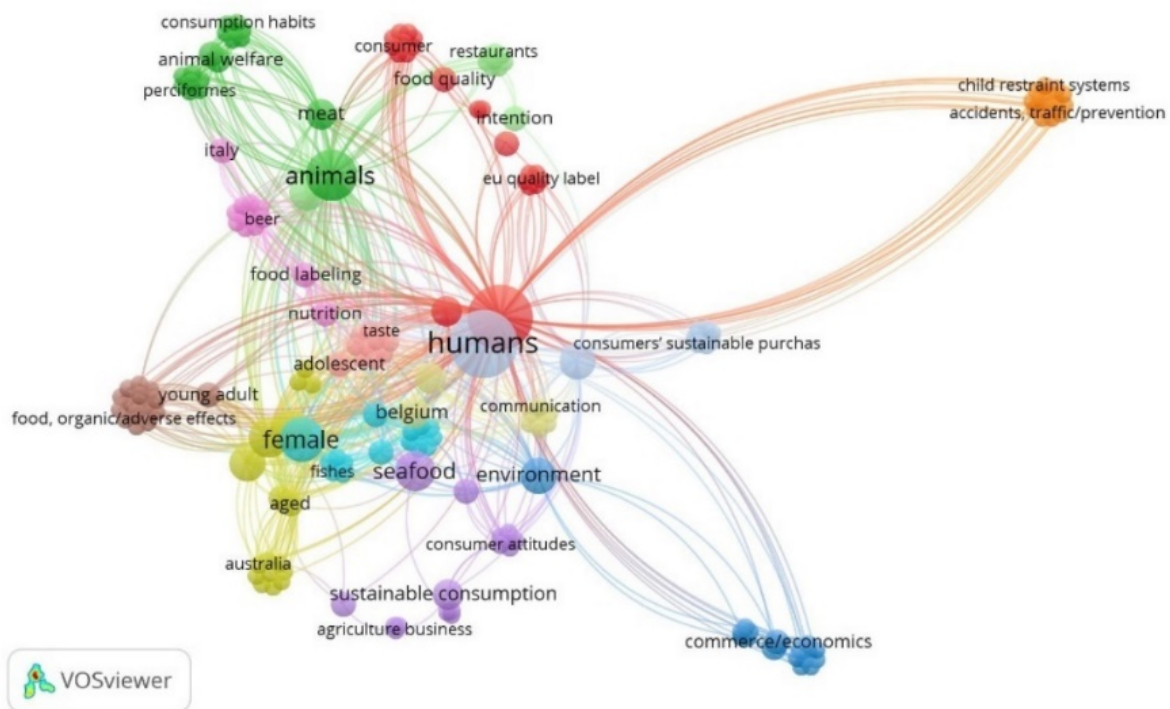 consumption habits
consumer
restaurants
animal welfare
food quality
perciformes
child restraint systems
meat
accidents, traffic/prevention
intention
italy
animals
eu quality label
beer
food labeling
nutrition
taste
humans
consumers' sustainable purchas
adolescent
young adult
belgium
communication
food, organic/adverse effects
female
fishes
seafood
environment
aged
consumer attitudes
australia
sustainable consumption
agriculture business
commerce/economics
VOSviewer